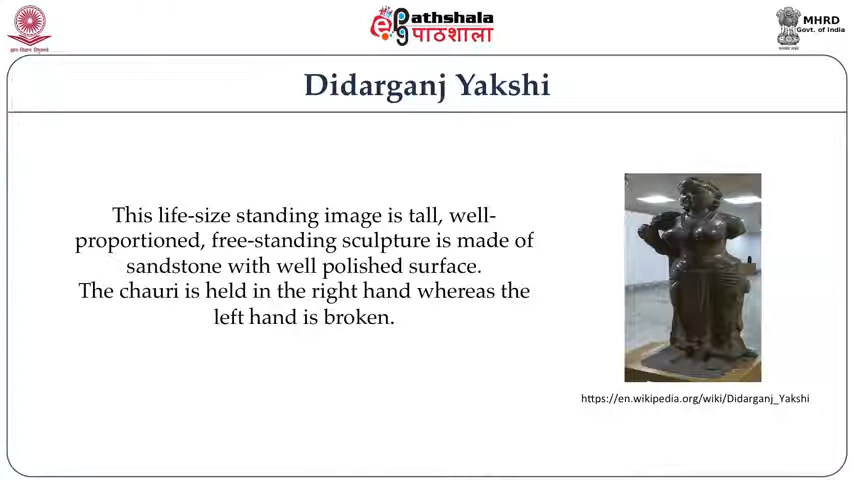 ePathshala
पाठशाला
MHRD
Govt. of India
Didarganj Yakshi
This life-size standing image is tall, well-
proportioned, free-standing sculpture is made of
sandstone with well polished surface.
The chauri is held in the right hand whereas the
left hand is broken.
https://en.wikipedia.org/wiki/Didarganj_Yakshi